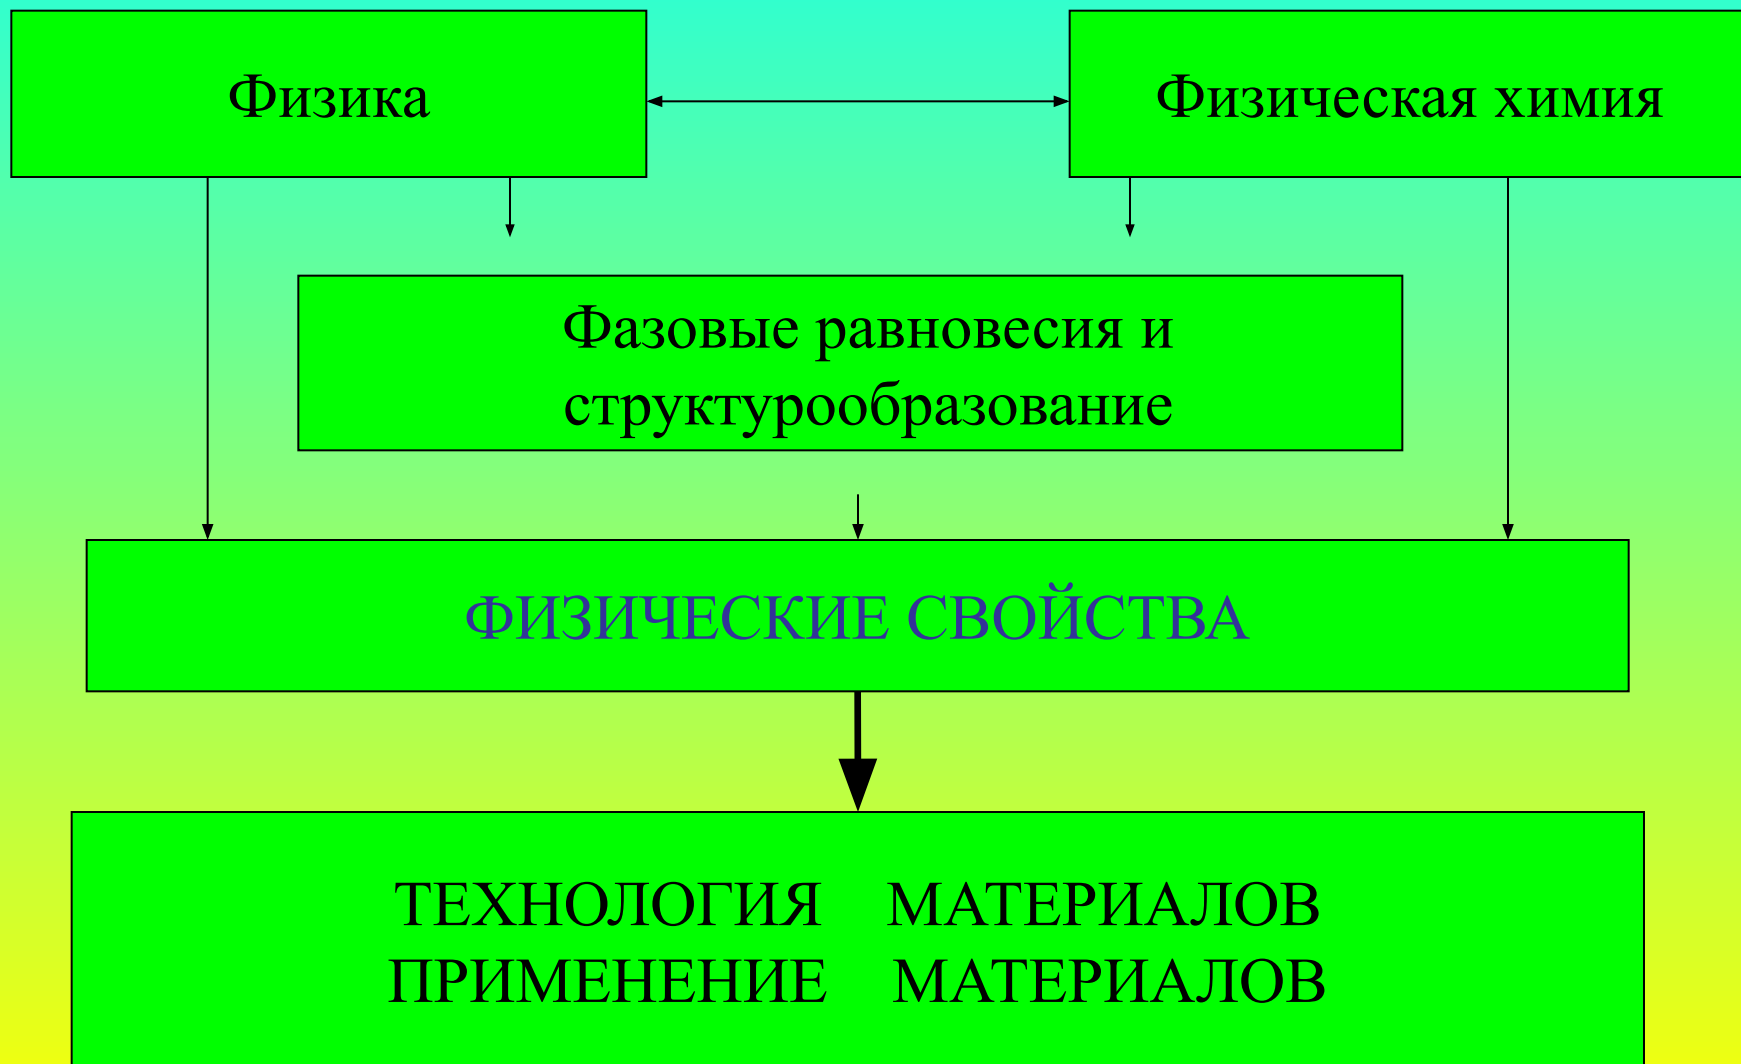 Физика
Физическая химия
Фазовые равновесия и
структурообразование
ФИЗИЧЕСКИЕ СВОЙСТВА
ТЕХНОЛОГИЯ МАТЕРИАЛОВ
ПРИМЕНЕНИЕ МАТЕРИАЛОВ